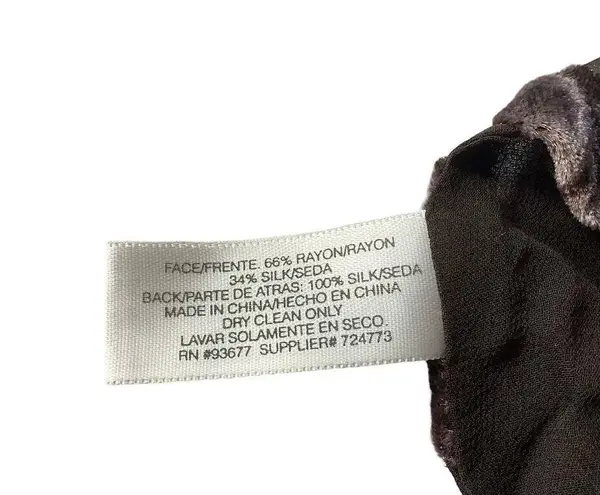 FACE/FRENTE. 66% RAYON/RAYON
34% SILK/SEDA
BACK/PARTE DE ATRAS: 100% SILK/SEDA
MADE IN CHINA/HECHO EN CHINA
DRY CLEAN ONLY
LAVAR SOLAMENTE EN SECO.
RN #93677 SUPPLIER# 724773